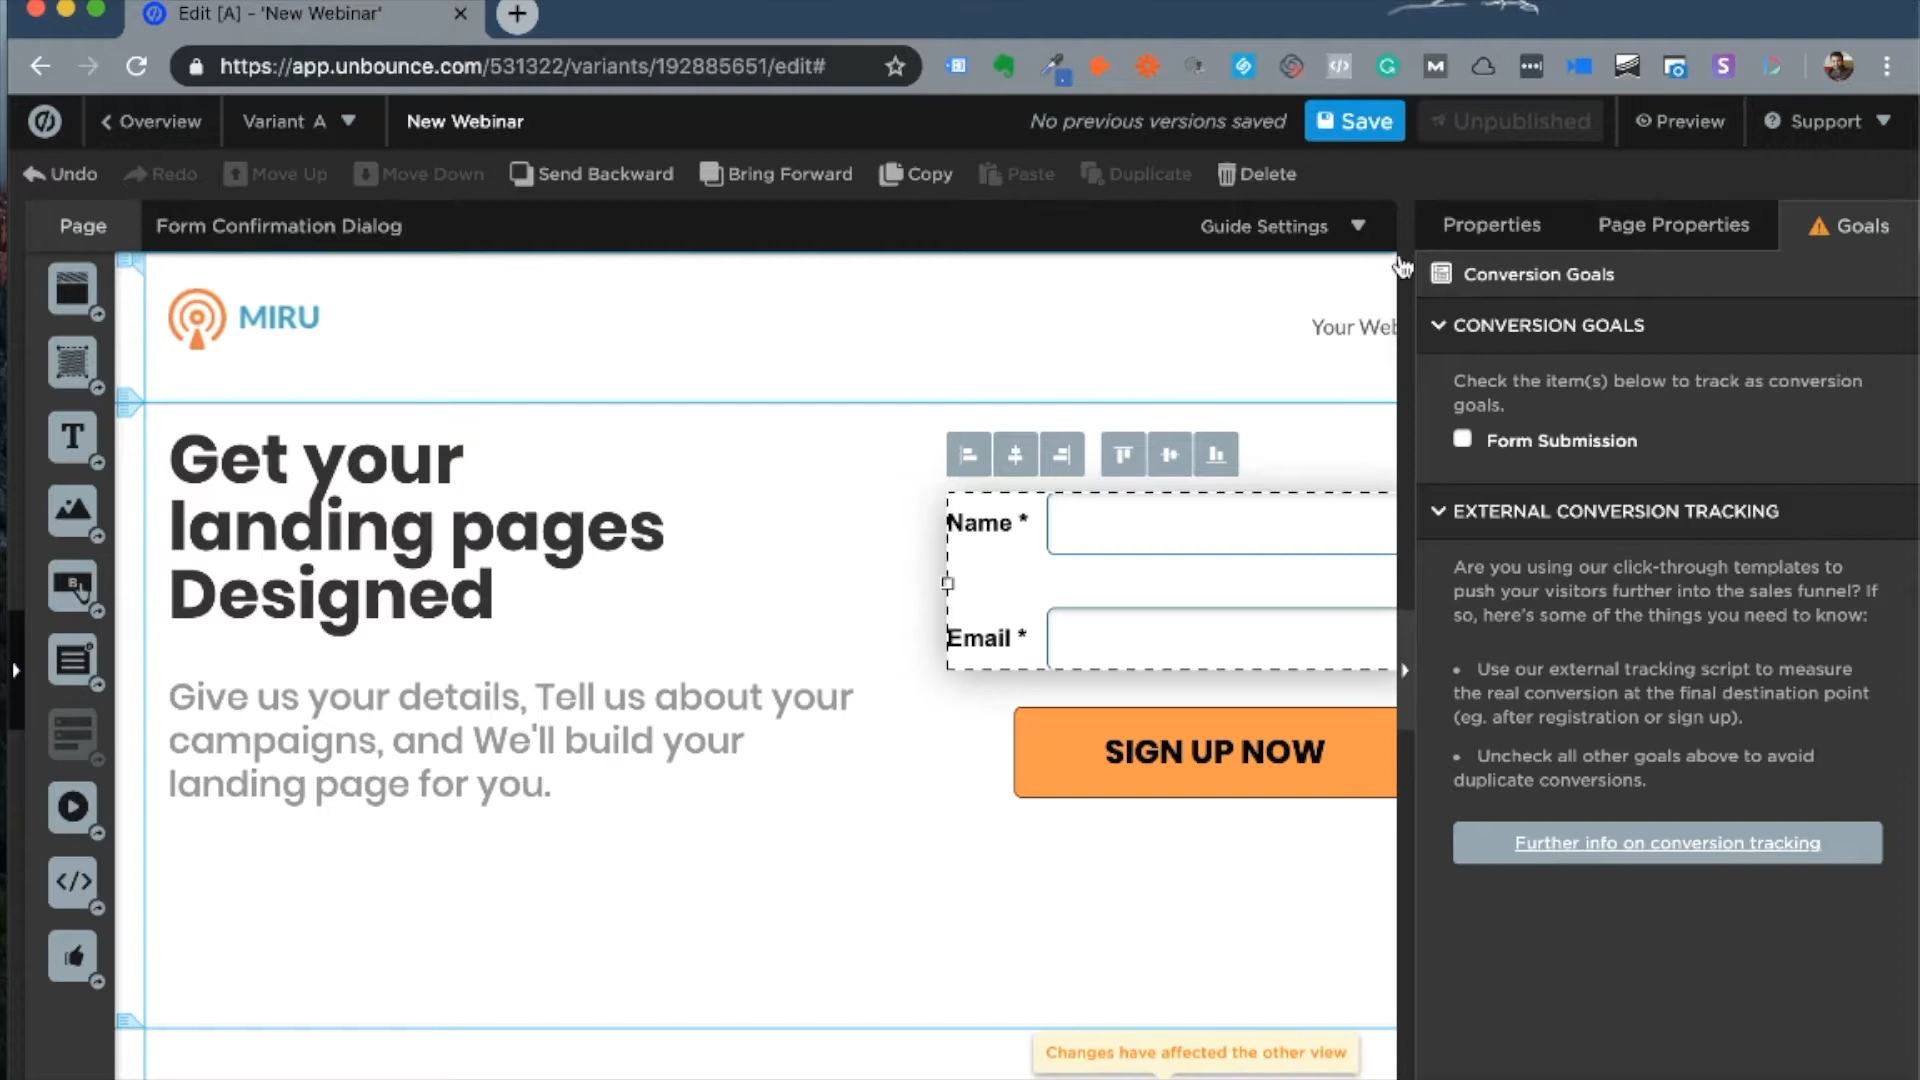 Edit [A] - 'New Webinar'
https://app.unbounce.com/531322/variants/192885651/edit#
Overview
Variant A
New Webinar
No previous versions saved
Save
Unpublished
Preview
Support
Undo
Redo
Move Up
Move Down
Send Backward
Bring Forward
Copy
Paste
Duplicate
Delete
Page
Form Confirmation Dialog
Guide Settings
Properties
Page Properties
Goals
MIRU
Your Web
Get your
landing pages
Designed
Give us your details, Tell us about your
campaigns, and We'll build your
landing page for you.
Name *
Email *
SIGN UP NOW
Changes have affected the other view
Conversion Goals
CONVERSION GOALS
Check the item(s) below to track as conversion
goals.
Form Submission
EXTERNAL CONVERSION TRACKING
Are you using our click-through templates to
push your visitors further into the sales funnel? If
so, here's some of the things you need to know:
• Use our external tracking script to measure
the real conversion at the final destination point
(eg. after registration or sign up).
• Uncheck all other goals above to avoid
duplicate conversions.
Further info on conversion tracking